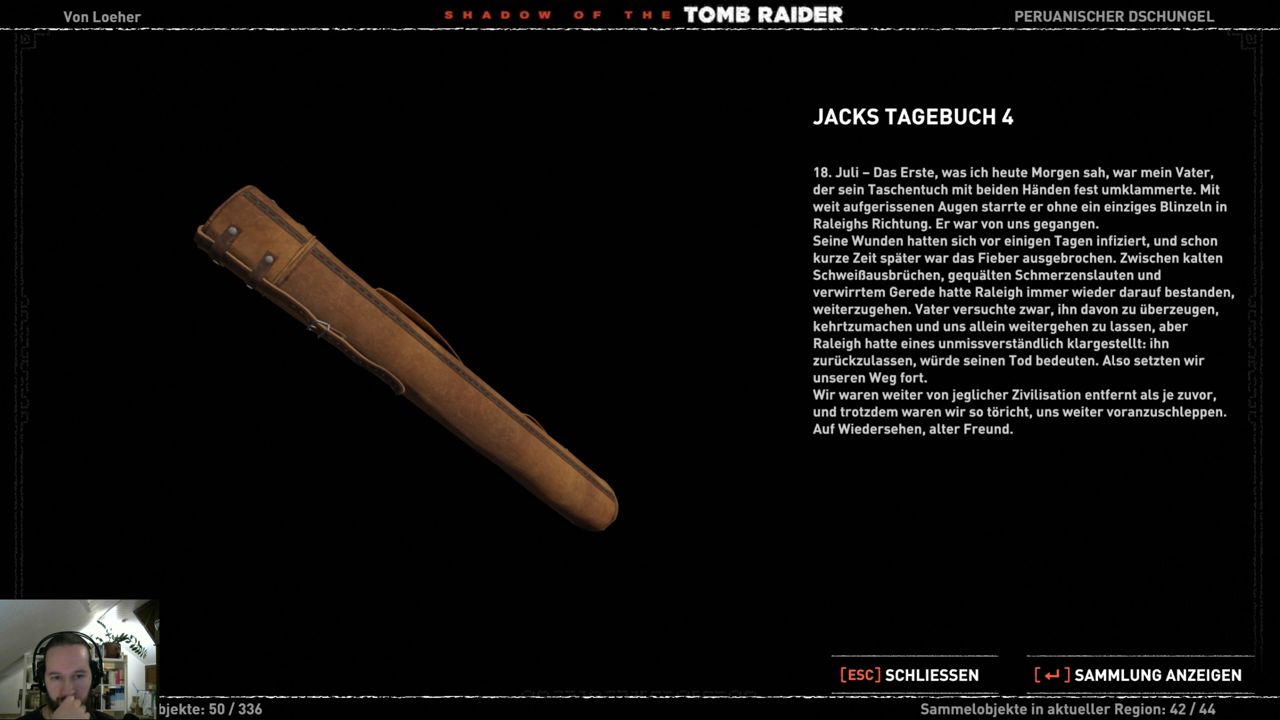 Von Loeher
SHADOW OF THE TOMB RAIDER
PERUANISCHER DSCHUNGEL
JACKS TAGEBUCH 4
18. Juli – Das Erste, was ich heute Morgen sah, war mein Vater,
der sein Taschentuch mit beiden Händen fest umklammerte. Mit
weit aufgerissenen Augen starrte er ohne ein einziges Blinzeln in
Raleighs Richtung. Er war von uns gegangen.
Seine Wunden hatten sich vor einigen Tagen infiziert, und schon
kurze Zeit später war das Fieber ausgebrochen. Zwischen kalten
Schweißausbrüchen, gequälten Schmerzenslauten und
verwirrtem Gerede hatte Raleigh immer wieder darauf bestanden,
weiterzugehen. Vater versuchte zwar, ihn davon zu überzeugen,
kehrtzumachen und uns allein weitergehen zu lassen, aber
Raleigh hatte eines unmissverständlich klargestellt: ihn
zurückzulassen, würde seinen Tod bedeuten. Also setzten wir
unseren Weg fort.
Wir waren weiter von jeglicher Zivilisation entfernt als je zuvor,
und trotzdem waren wir so töricht, uns weiter voranzuschleppen.
Auf Wiedersehen, alter Freund.
[ESC] SCHLIESSEN
[↵] SAMMLUNG ANZEIGEN
bjekte: 50 / 336
Sammelobjekte in aktueller Region: 42 / 44